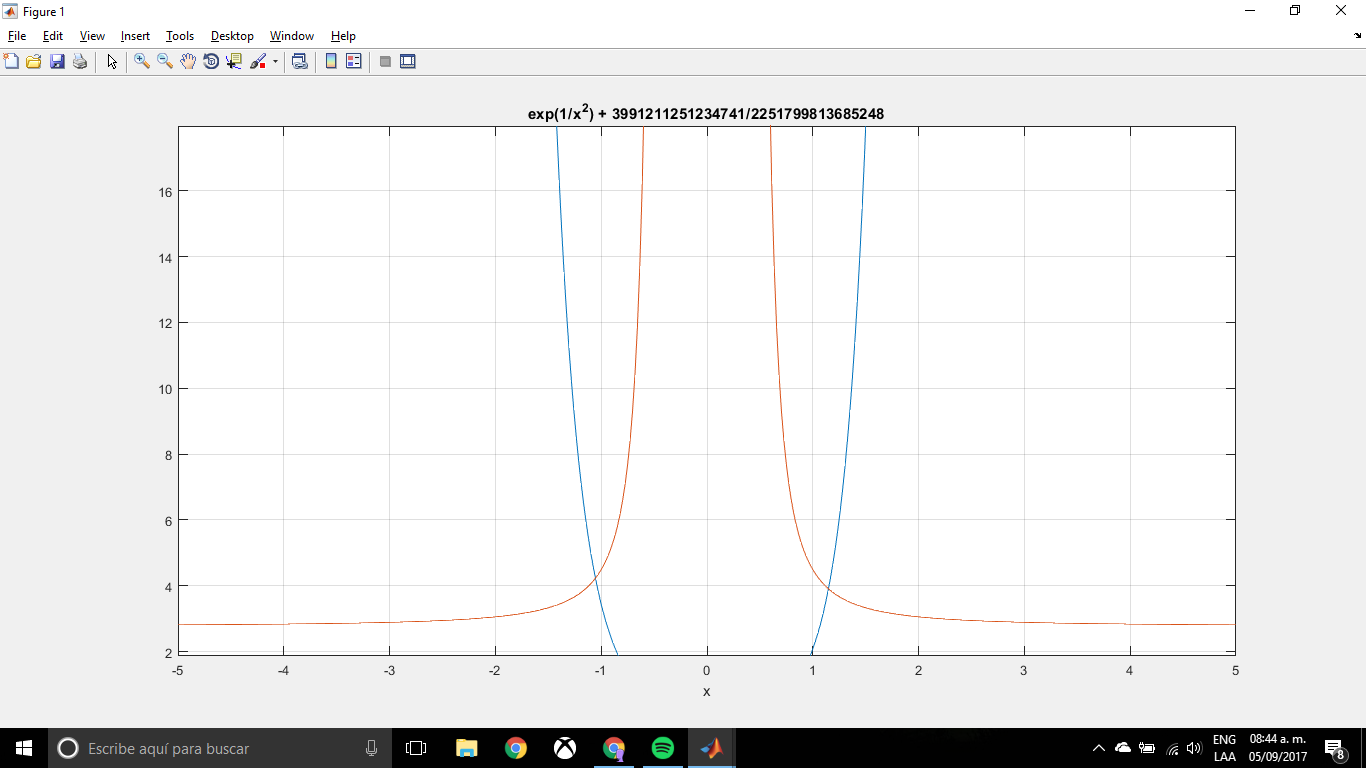 Figure 1
File Edit View Insert Tools Desktop Window Help
exp(1/x²) + 3991211251234741/2251799813685248
16
14
12
10
8
6
4
2
-5 -4 -3 -2 -1 0 1 2 3 4 5
x
Escribe aquí para buscar
ENG 08:44 a. m.
LAA 05/09/2017
8